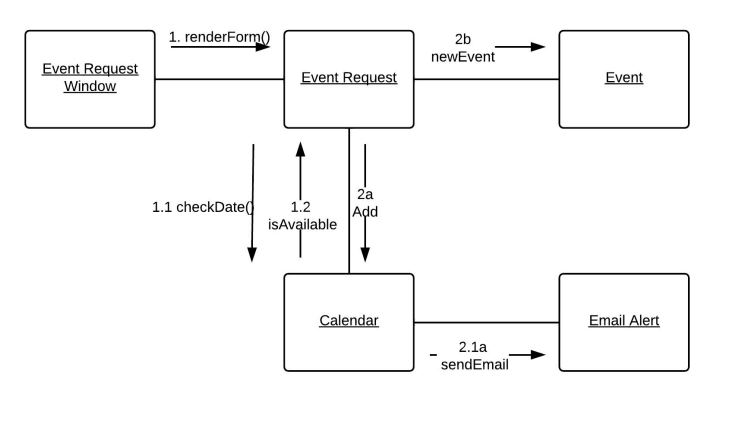 1. renderForm()
2b
newEvent
Event Request
Window
Event Request
Event
1.1 checkDate()
1.2
isAvailable
2a
Add
Calendar
Email Alert
2.1a
sendEmail